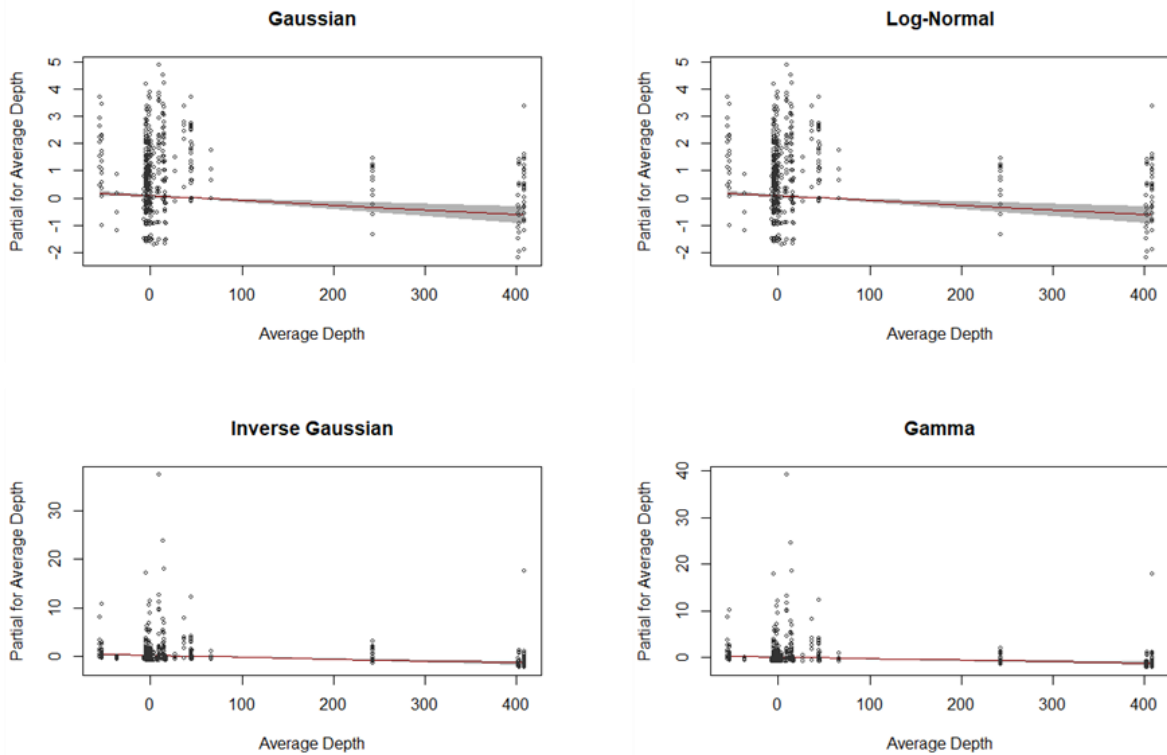 Gaussian
Partial for Average Depth
5
4
3
2
1
0
-1
-2
0 100 200 300 400
Average Depth
Log-Normal
Partial for Average Depth
5
4
3
2
1
0
-1
-2
0 100 200 300 400
Average Depth
Inverse Gaussian
Partial for Average Depth
30
20
10
0
0 100 200 300 400
Average Depth
Gamma
Partial for Average Depth
40
30
20
10
0
0 100 200 300 400
Average Depth